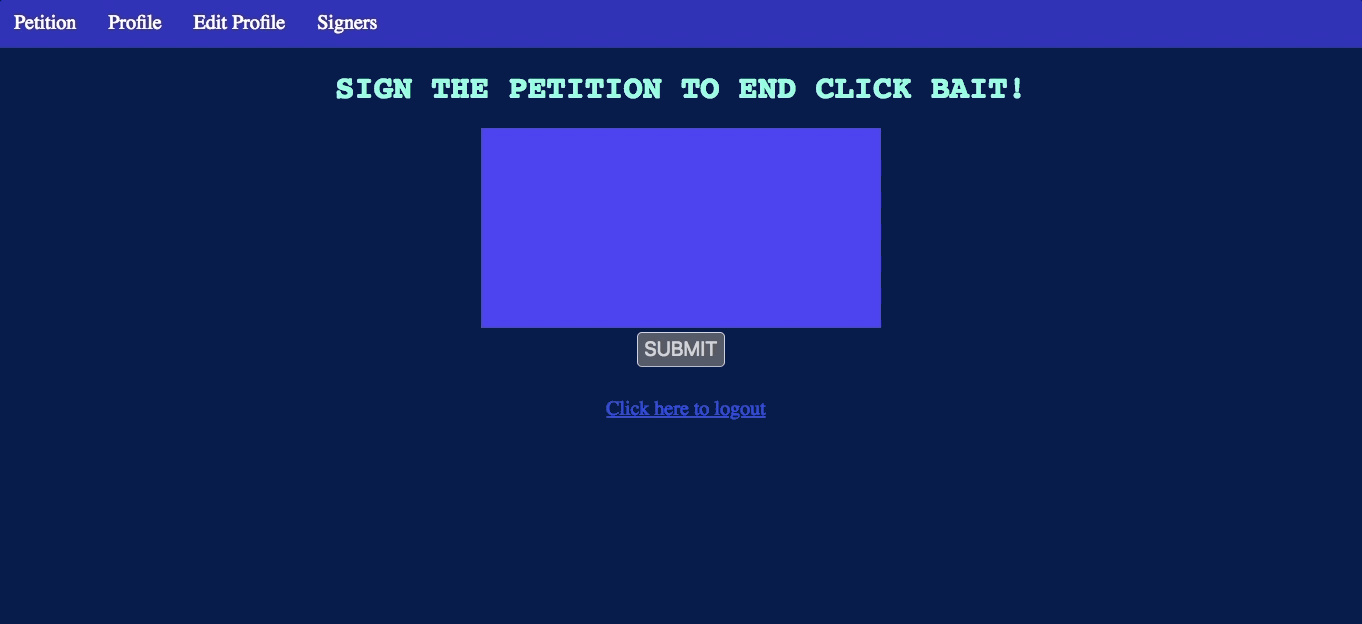 Petition Profile Edit Profile Signers
SIGN THE PETITION TO END CLICK BAIT!
SUBMIT
Click here to logout